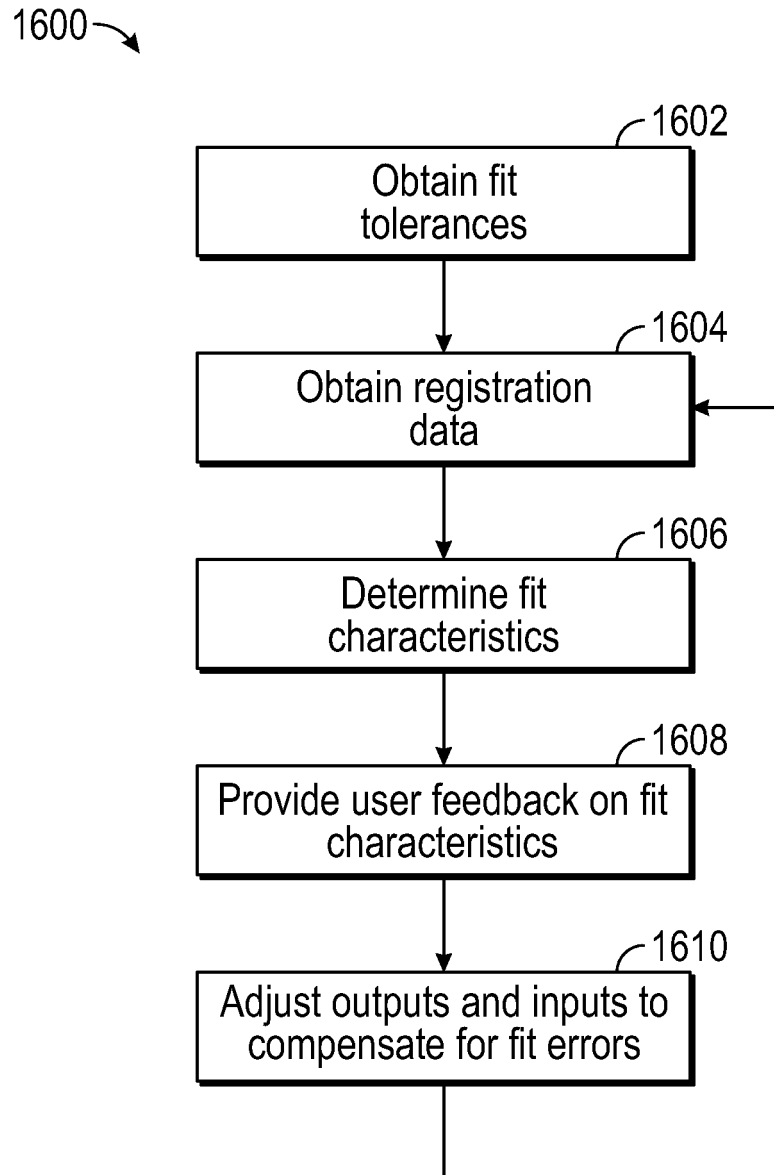 1600
1602
Obtain fit
tolerances
1604
Obtain registration
data
1606
Determine fit
characteristics
1608
Provide user feedback on fit
characteristics
1610
Adjust outputs and inputs to
compensate for fit errors